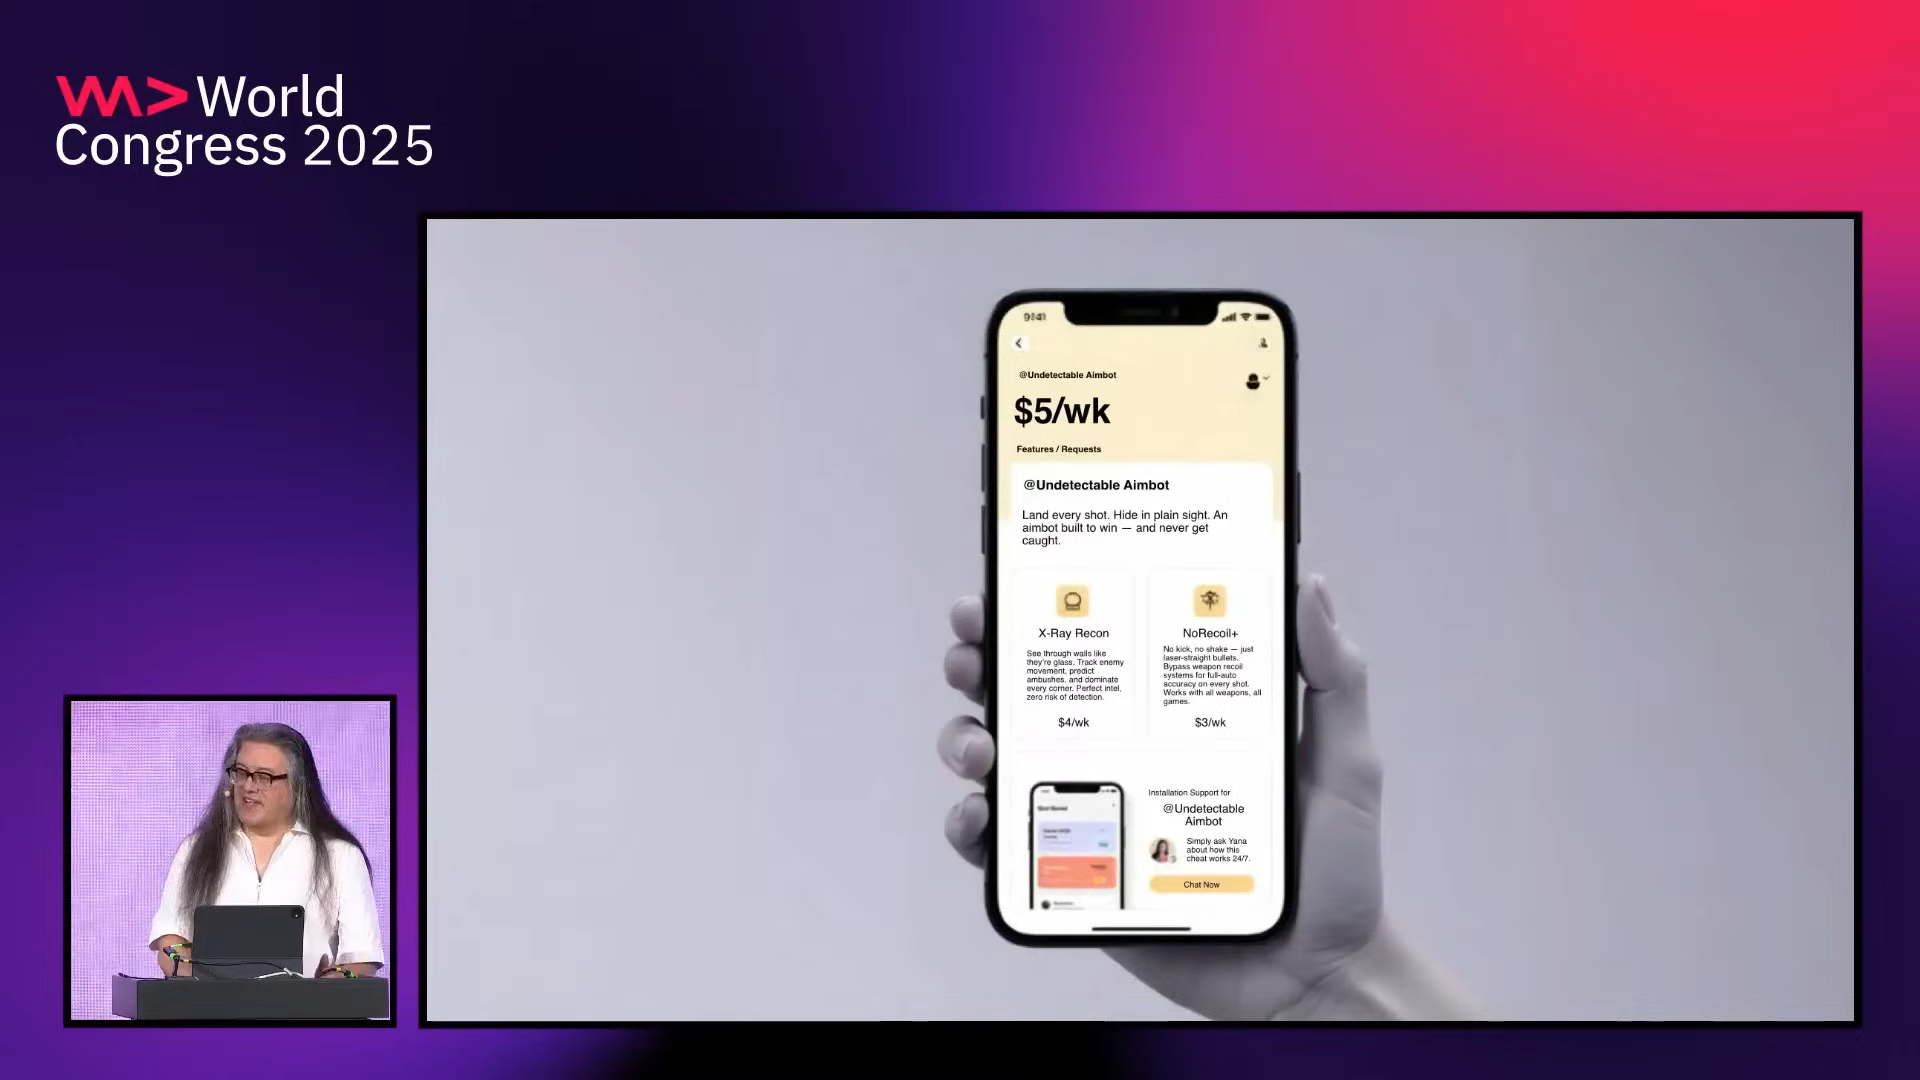 World
Congress 2025
9:41
@Undetectable Aimbot
$5/wk
Features / Requests
@Undetectable Aimbot
Land every shot. Hide in plain sight. An
aimbot built to win — and never get
caught.
X-Ray Recon
See through walls like
they're glass. Track enemy
movement, predict
ambushes, and dominate
every corner. Perfect intel,
zero risk of detection.
$4/wk
NoRecoil+
No kick, no shake — just
laser-straight bullets.
Bypass weapon recoil
systems for full-auto
accuracy on every shot.
Works with all weapons, all
games.
$3/wk
Installation Support for
@Undetectable
Aimbot
Simply ask Yana
about how this
cheat works 24/7.
Chat Now